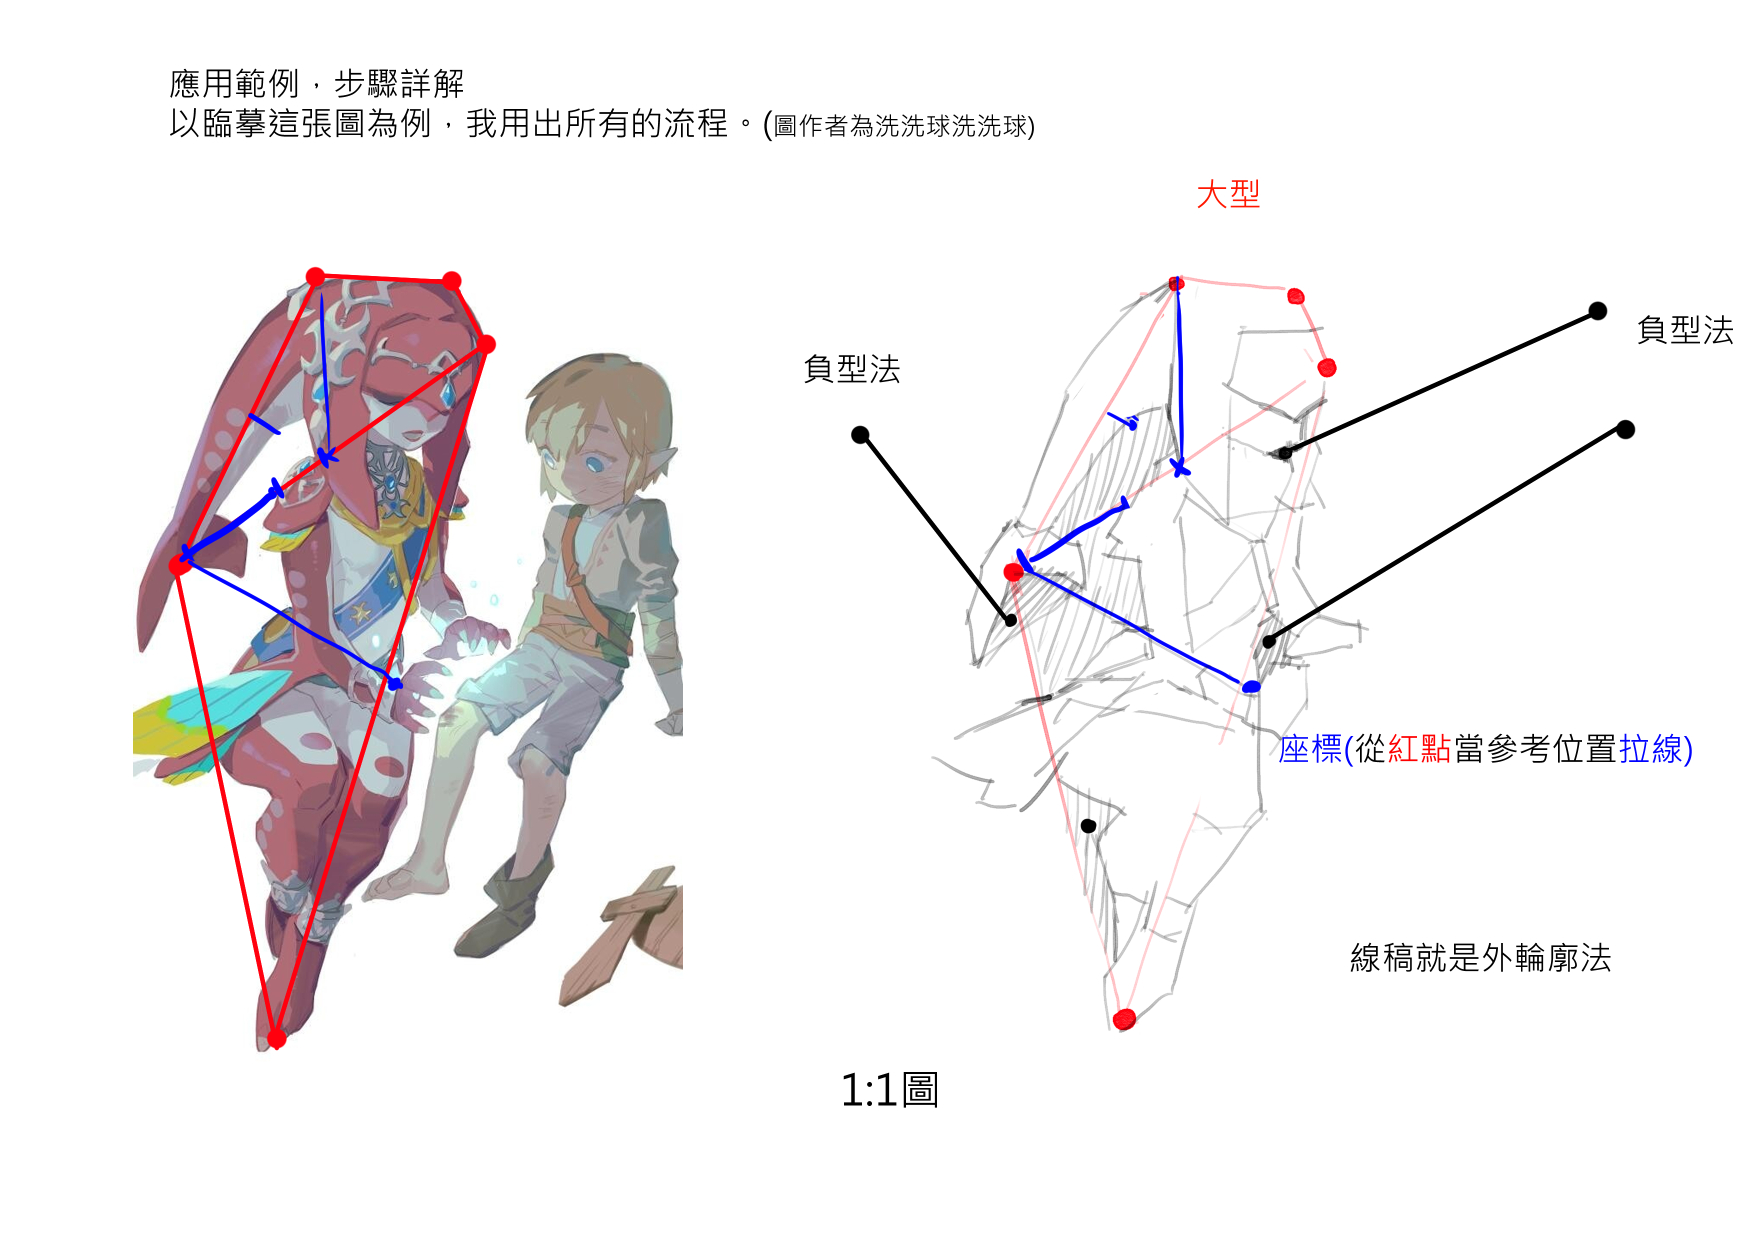 應用範例，步驟詳解
以臨摹這張圖為例，我用出所有的流程。(圖作者為洗洗球洗洗球)
大型
負型法
負型法
座標(從紅點當參考位置拉線)
線稿就是外輪廓法
1:1圖